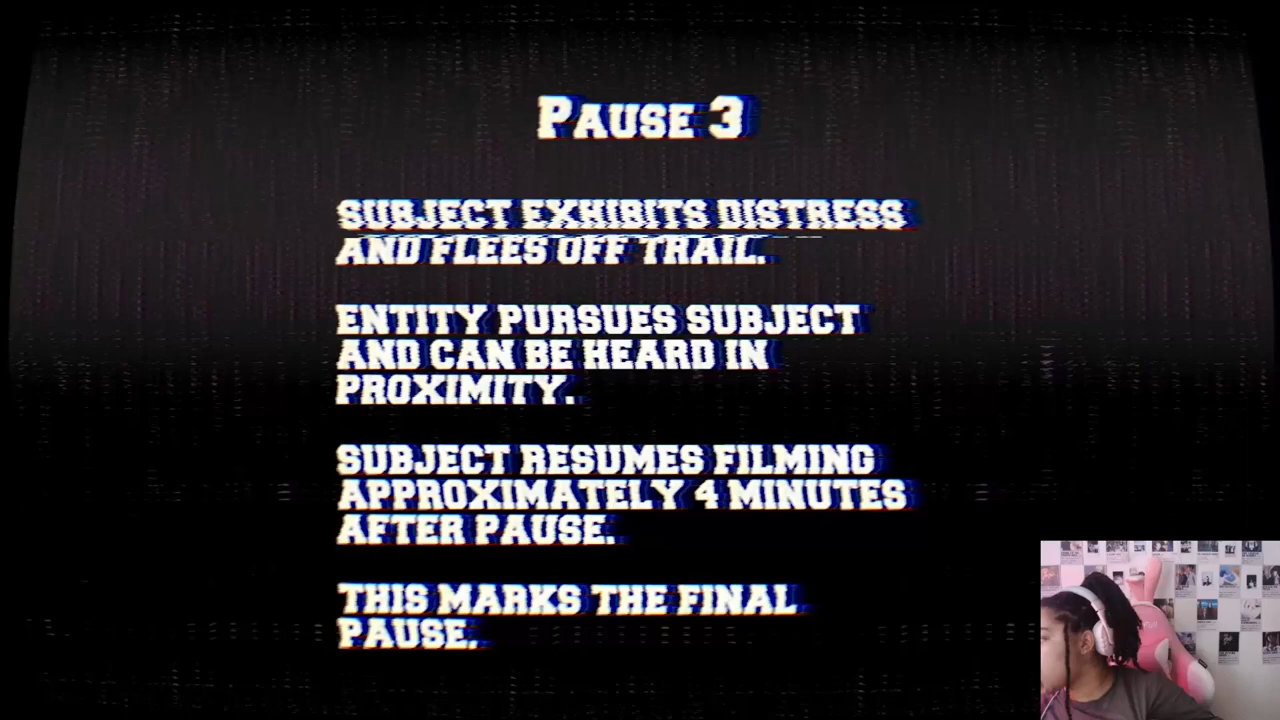 PAUSE 3
SUBJECT EXHIBITS DISTRESS
AND FLEES OFF TRAIL.
ENTITY PURSUES SUBJECT
AND CAN BE HEARD IN
PROXIMITY.
SUBJECT RESUMES FILMING
APPROXIMATELY 4 MINUTES
AFTER PAUSE.
THIS MARKS THE FINAL
PAUSE.